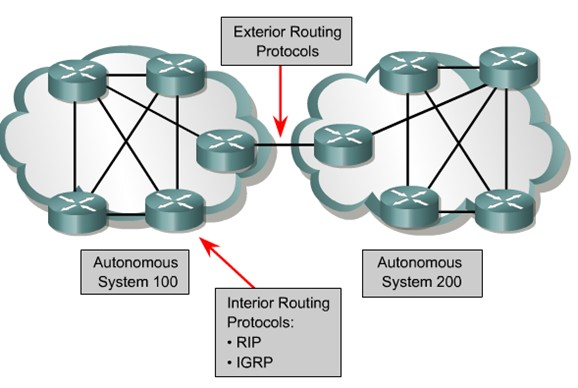 Exterior Routing
Protocols
Autonomous
System 100
Autonomous
System 200
Interior Routing
Protocols:
• RIP
• IGRP